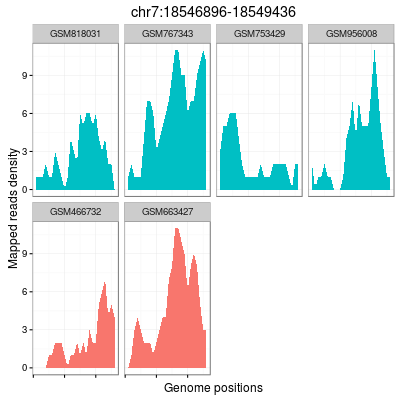 chr7:18546896-18549436
GSM818031 GSM767343 GSM753429 GSM956008
9
6
3
0
GSM466732 GSM663427
9
6
3
0
Mapped reads density
Genome positions